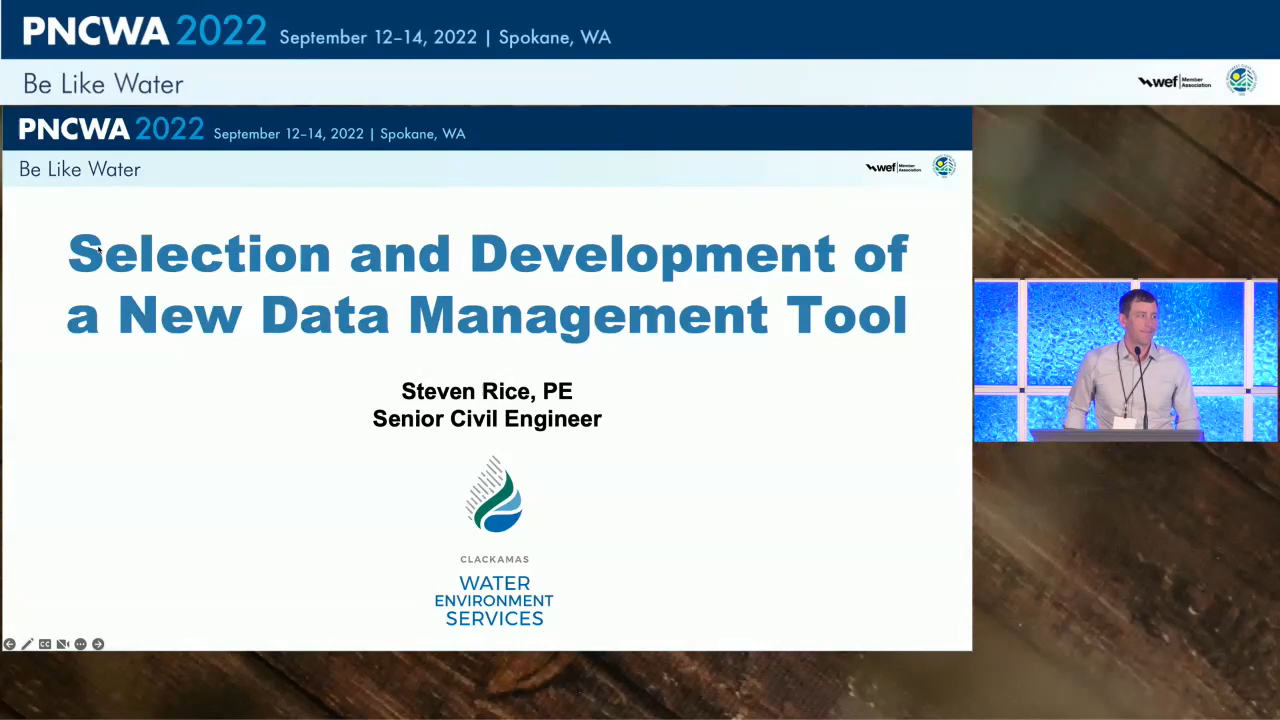 PNCWA 2022 September 12–14, 2022 | Spokane, WA
Be Like Water
wef Member Association
PNCWA 2022 September 12–14, 2022 | Spokane, WA
Be Like Water
wef Member Association
Selection and Development of
a New Data Management Tool
Steven Rice, PE
Senior Civil Engineer
CLACKAMAS
WATER
ENVIRONMENT
SERVICES